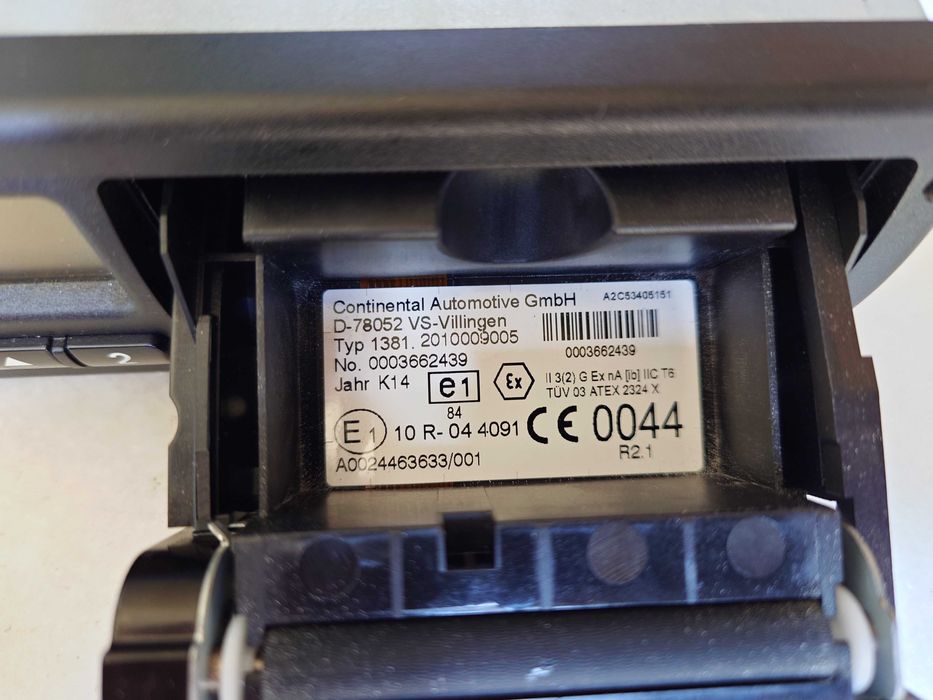 Continental Automotive GmbH
A2C53405151
D-78052 VS-Villingen
Typ 1381. 2010009005
No. 0003662439
0003662439
Jahr K14
e1
Ex
II 3(2) G Ex nA [ib] IIC T6
TÜV 03 ATEX 2324 X
84
E1
10 R- 04 4091
CE 0044
R2.1
A0024463633/001